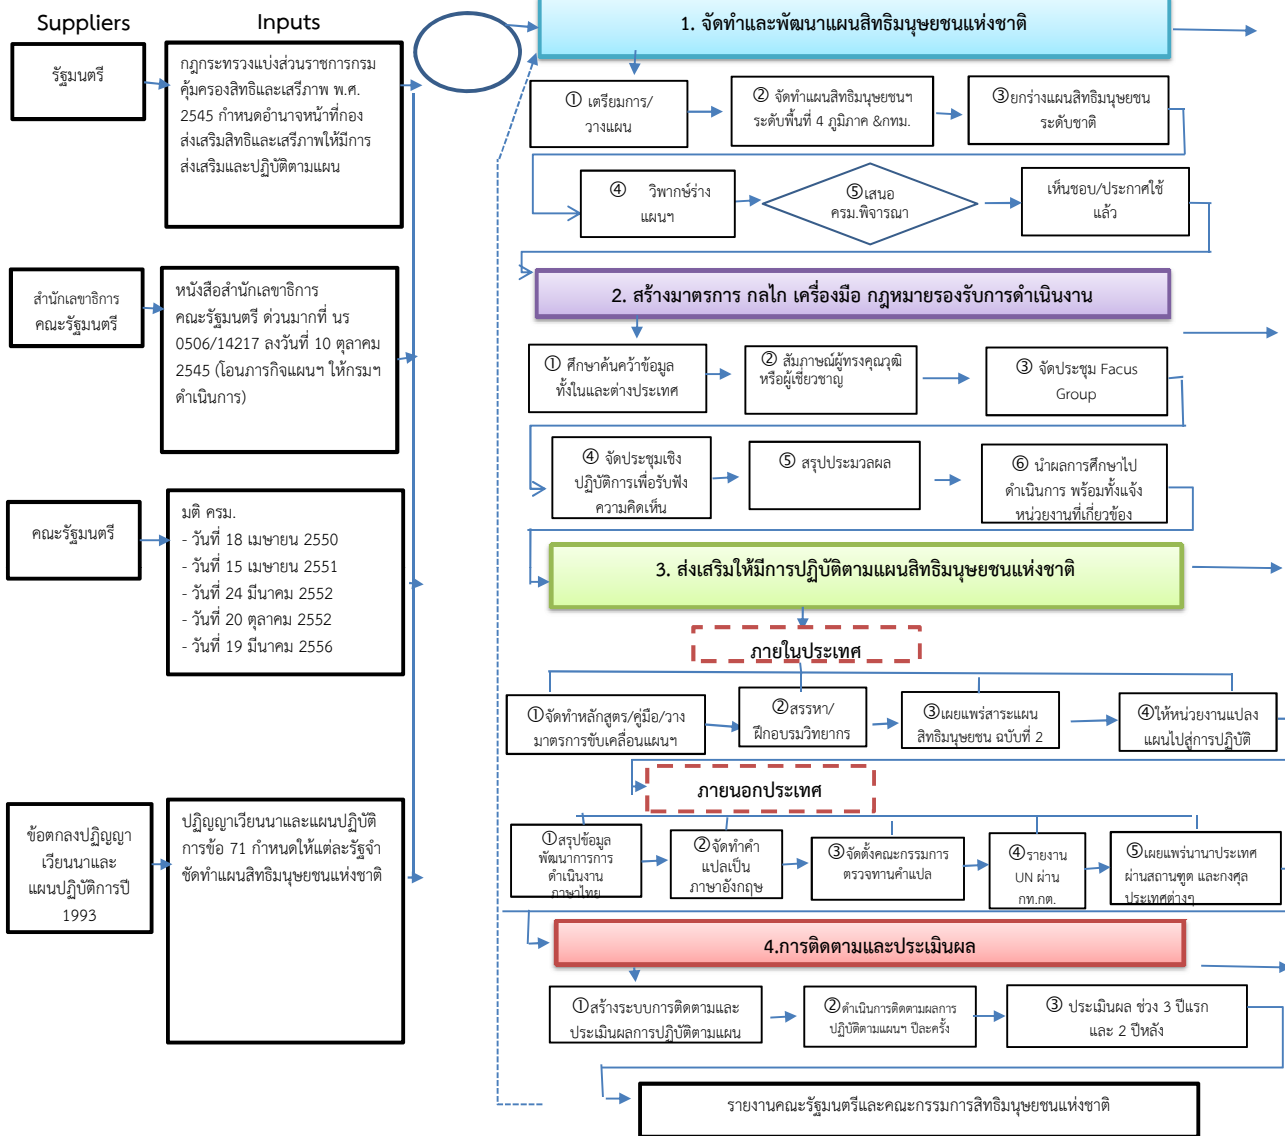 Suppliers
Inputs
รัฐมนตรี
กฎกระทรวงแบ่งส่วนราชการกรม
คุ้มครองสิทธิและเสรีภาพ พ.ศ.
2545 กำหนดอำนาจหน้าที่กอง
ส่งเสริมสิทธิและเสรีภาพให้มีการ
ส่งเสริมและปฏิบัติตามแผน
สำนักเลขาธิการ
คณะรัฐมนตรี
หนังสือสำนักเลขาธิการ
คณะรัฐมนตรี ด่วนมากที่ นร
0506/14217 ลงวันที่ 10 ตุลาคม
2545 (โอนภารกิจแผนฯ ให้กรมฯ
ดำเนินการ)
คณะรัฐมนตรี
มติ ครม.
- วันที่ 18 เมษายน 2550
- วันที่ 15 เมษายน 2551
- วันที่ 24 มีนาคม 2552
- วันที่ 20 ตุลาคม 2552
- วันที่ 19 มีนาคม 2556
ข้อตกลงปฏิญญา
เวียนนาและ
แผนปฏิบัติการปี
1993
ปฏิญญาเวียนนาและแผนปฏิบัติ
การข้อ 71 กำหนดให้แต่ละรัฐจำ
ชัดทำแผนสิทธิมนุษยชนแห่งชาติ
1. จัดทำและพัฒนาแผนสิทธิมนุษยชนแห่งชาติ
① เตรียมการ/
วางแผน
② จัดทำแผนสิทธิมนุษยชนฯ
ระดับพื้นที่ 4 ภูมิภาค &กทม.
③ยกร่างแผนสิทธิมนุษยชน
ระดับชาติ
④ วิพากษ์ร่าง
แผนฯ
⑤เสนอ
ครม.พิจารณา
เห็นชอบ/ประกาศใช้
แล้ว
2. สร้างมาตรการ กลไก เครื่องมือ กฎหมายรองรับการดำเนินงาน
① ศึกษาค้นคว้าข้อมูล
ทั้งในและต่างประเทศ
② สัมภาษณ์ผู้ทรงคุณวุฒิ
หรือผู้เชี่ยวชาญ
③ จัดประชุม Facus
Group
④ จัดประชุมเชิง
ปฏิบัติการเพื่อรับฟัง
ความคิดเห็น
⑤ สรุปประมวลผล
⑥ นำผลการศึกษาไป
ดำเนินการ พร้อมทั้งแจ้ง
หน่วยงานที่เกี่ยวข้อง
3. ส่งเสริมให้มีการปฏิบัติตามแผนสิทธิมนุษยชนแห่งชาติ
ภายในประเทศ
①จัดทำหลักสูตร/คู่มือ/วาง
มาตรการขับเคลื่อนแผนฯ
②สรรหา/
ฝึกอบรมวิทยากร
③เผยแพร่สาระแผน
สิทธิมนุษยชน ฉบับที่ 2
④ให้หน่วยงานแปลง
แผนไปสู่การปฏิบัติ
ภายนอกประเทศ
①สรุปข้อมูล
พัฒนาการการ
ดำเนินงาน
ภาษาไทย
②จัดทำคำ
แปลเป็น
ภาษาอังกฤษ
③จัดตั้งคณะกรรมการ
ตรวจทานคำแปล
④รายงาน
UN ผ่าน
กท.กต.
⑤เผยแพร่นานาประเทศ
ผ่านสถานฑูต และกงศุล
ประเทศต่างๆ
4.การติดตามและประเมินผล
①สร้างระบบการติดตามและ
ประเมินผลการปฏิบัติตามแผน
②ดำเนินการติดตามผลการ
ปฏิบัติตามแผนฯ ปีละครั้ง
③ ประเมินผล ช่วง 3 ปีแรก
และ 2 ปีหลัง
รายงานคณะรัฐมนตรีและคณะกรรมการสิทธิมนุษยชนแห่งชาติ